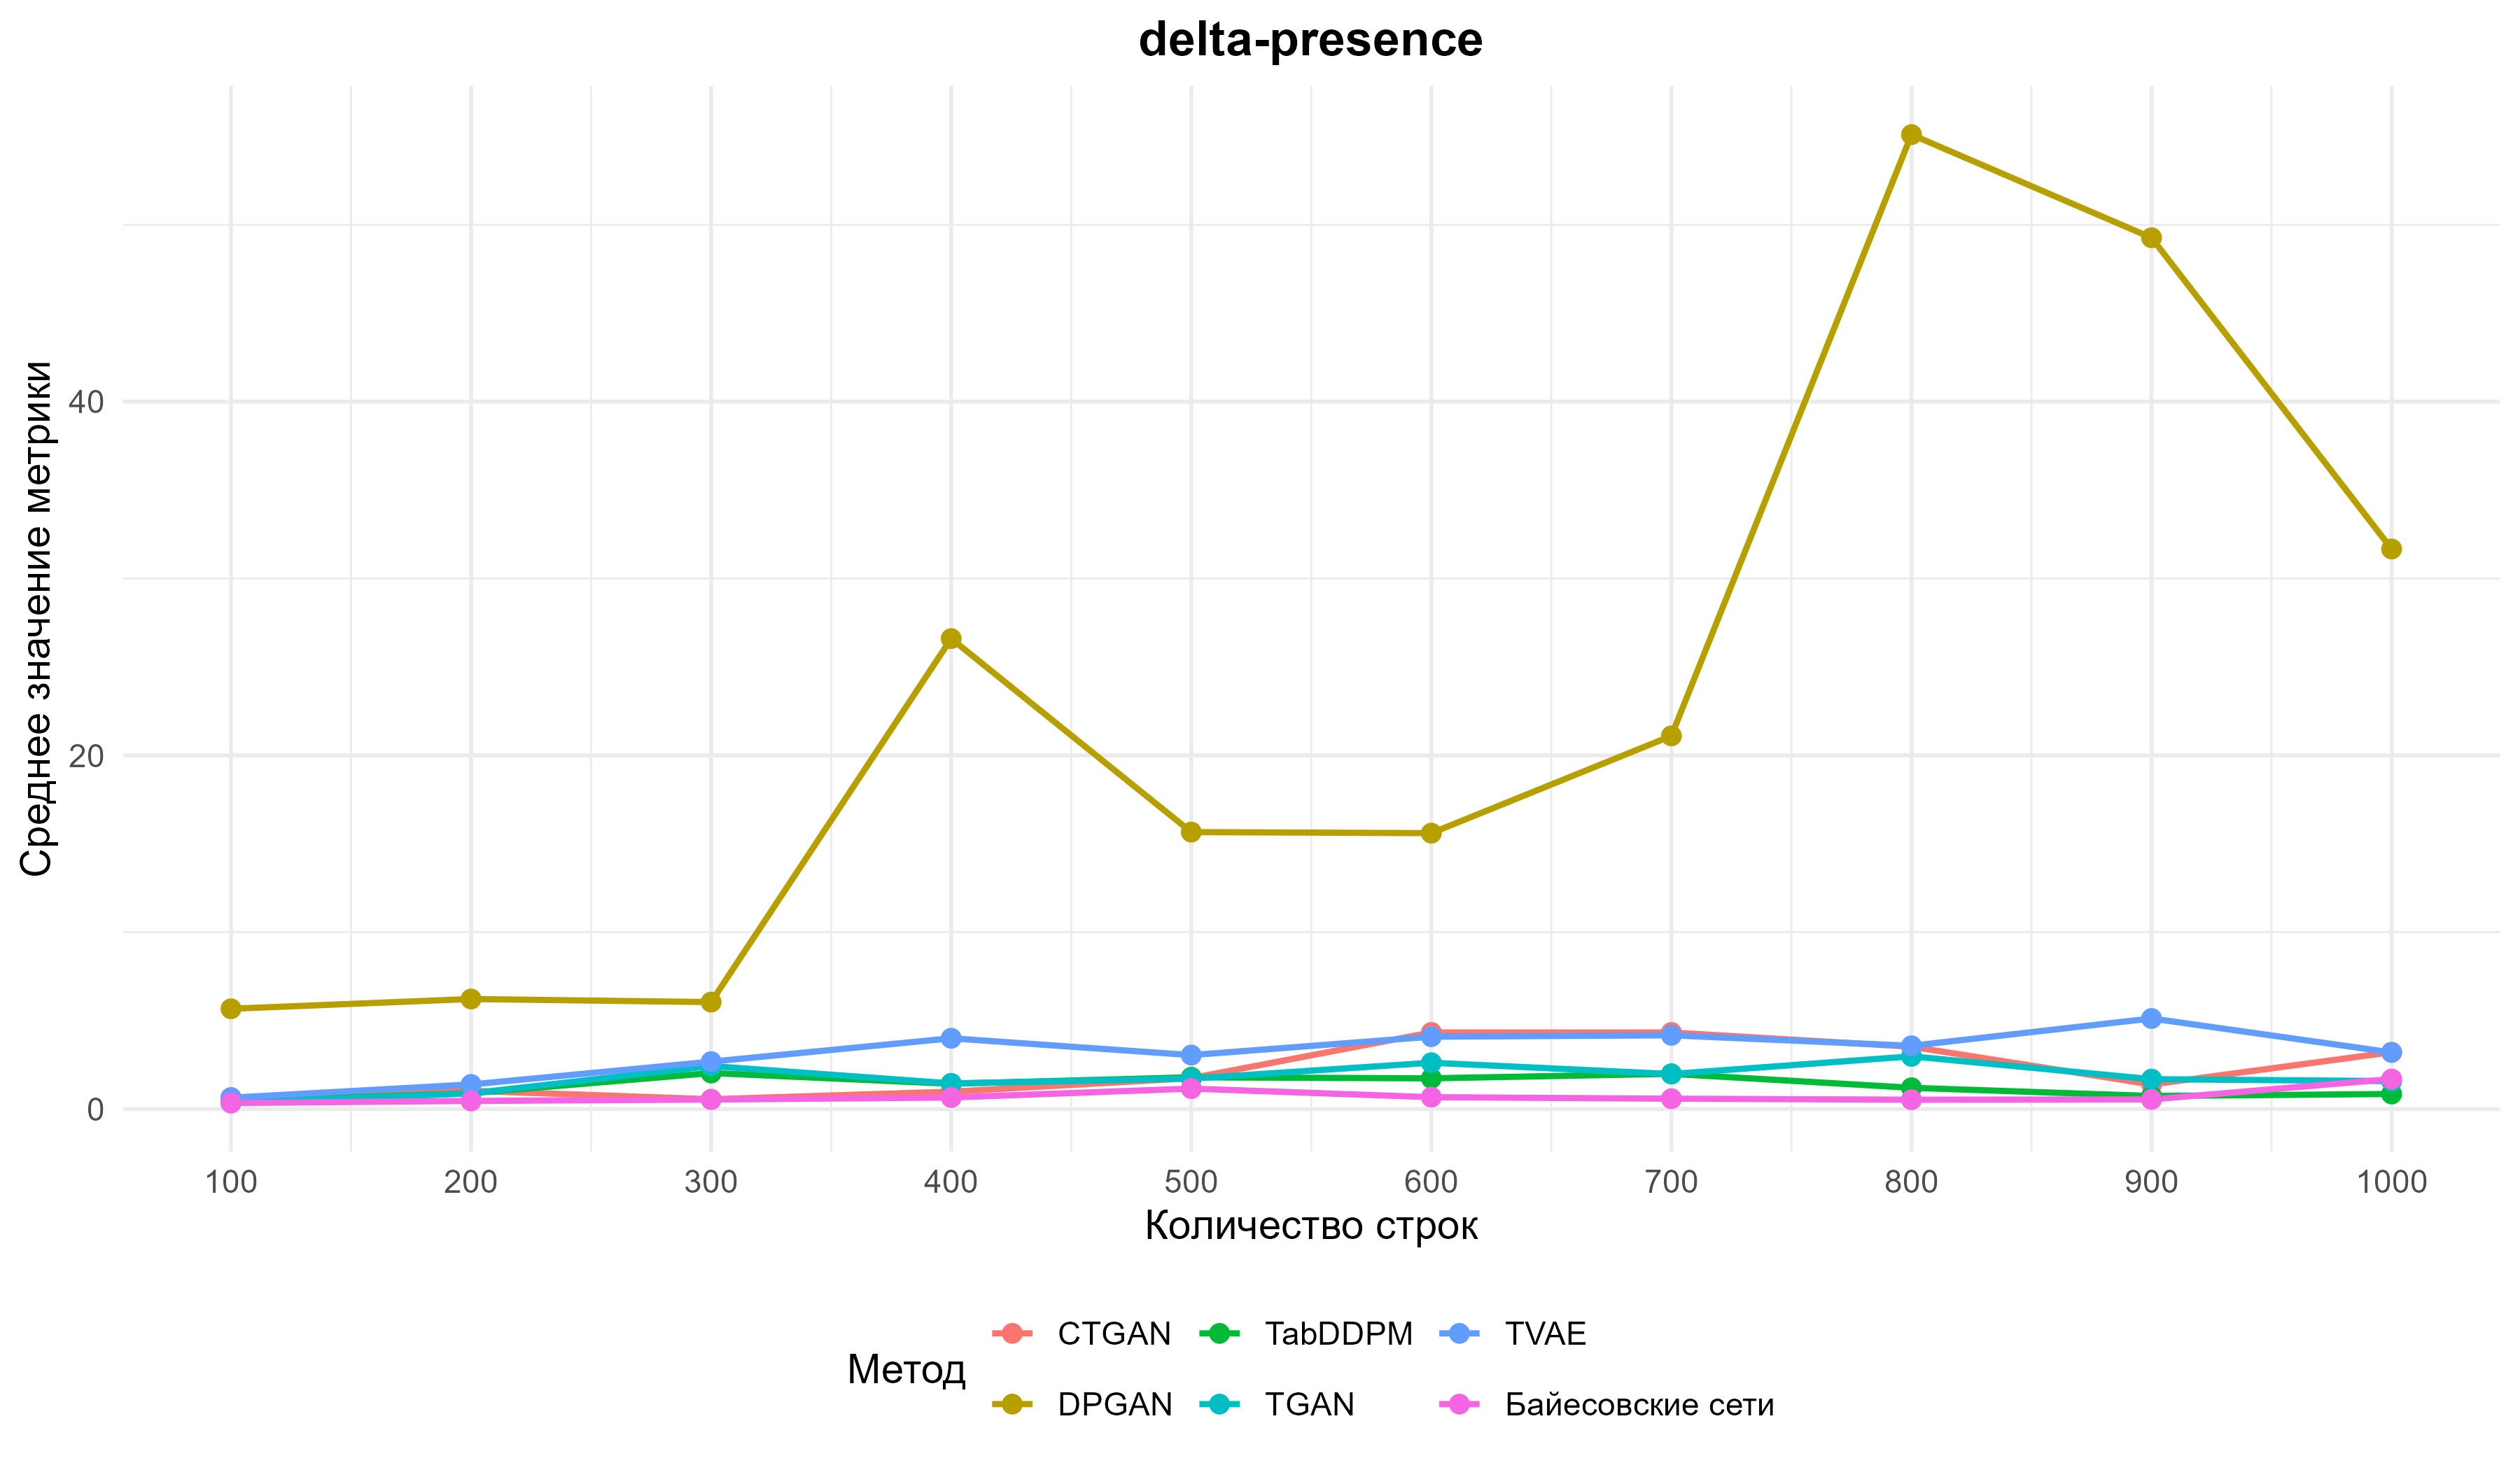 delta-presence
Среднее значение метрики
40
20
0
100 200 300 400 500 600 700 800 900 1000
Количество строк
Метод
CTGAN TabDDPM TVAE
DPGAN TGAN Байесовские сети